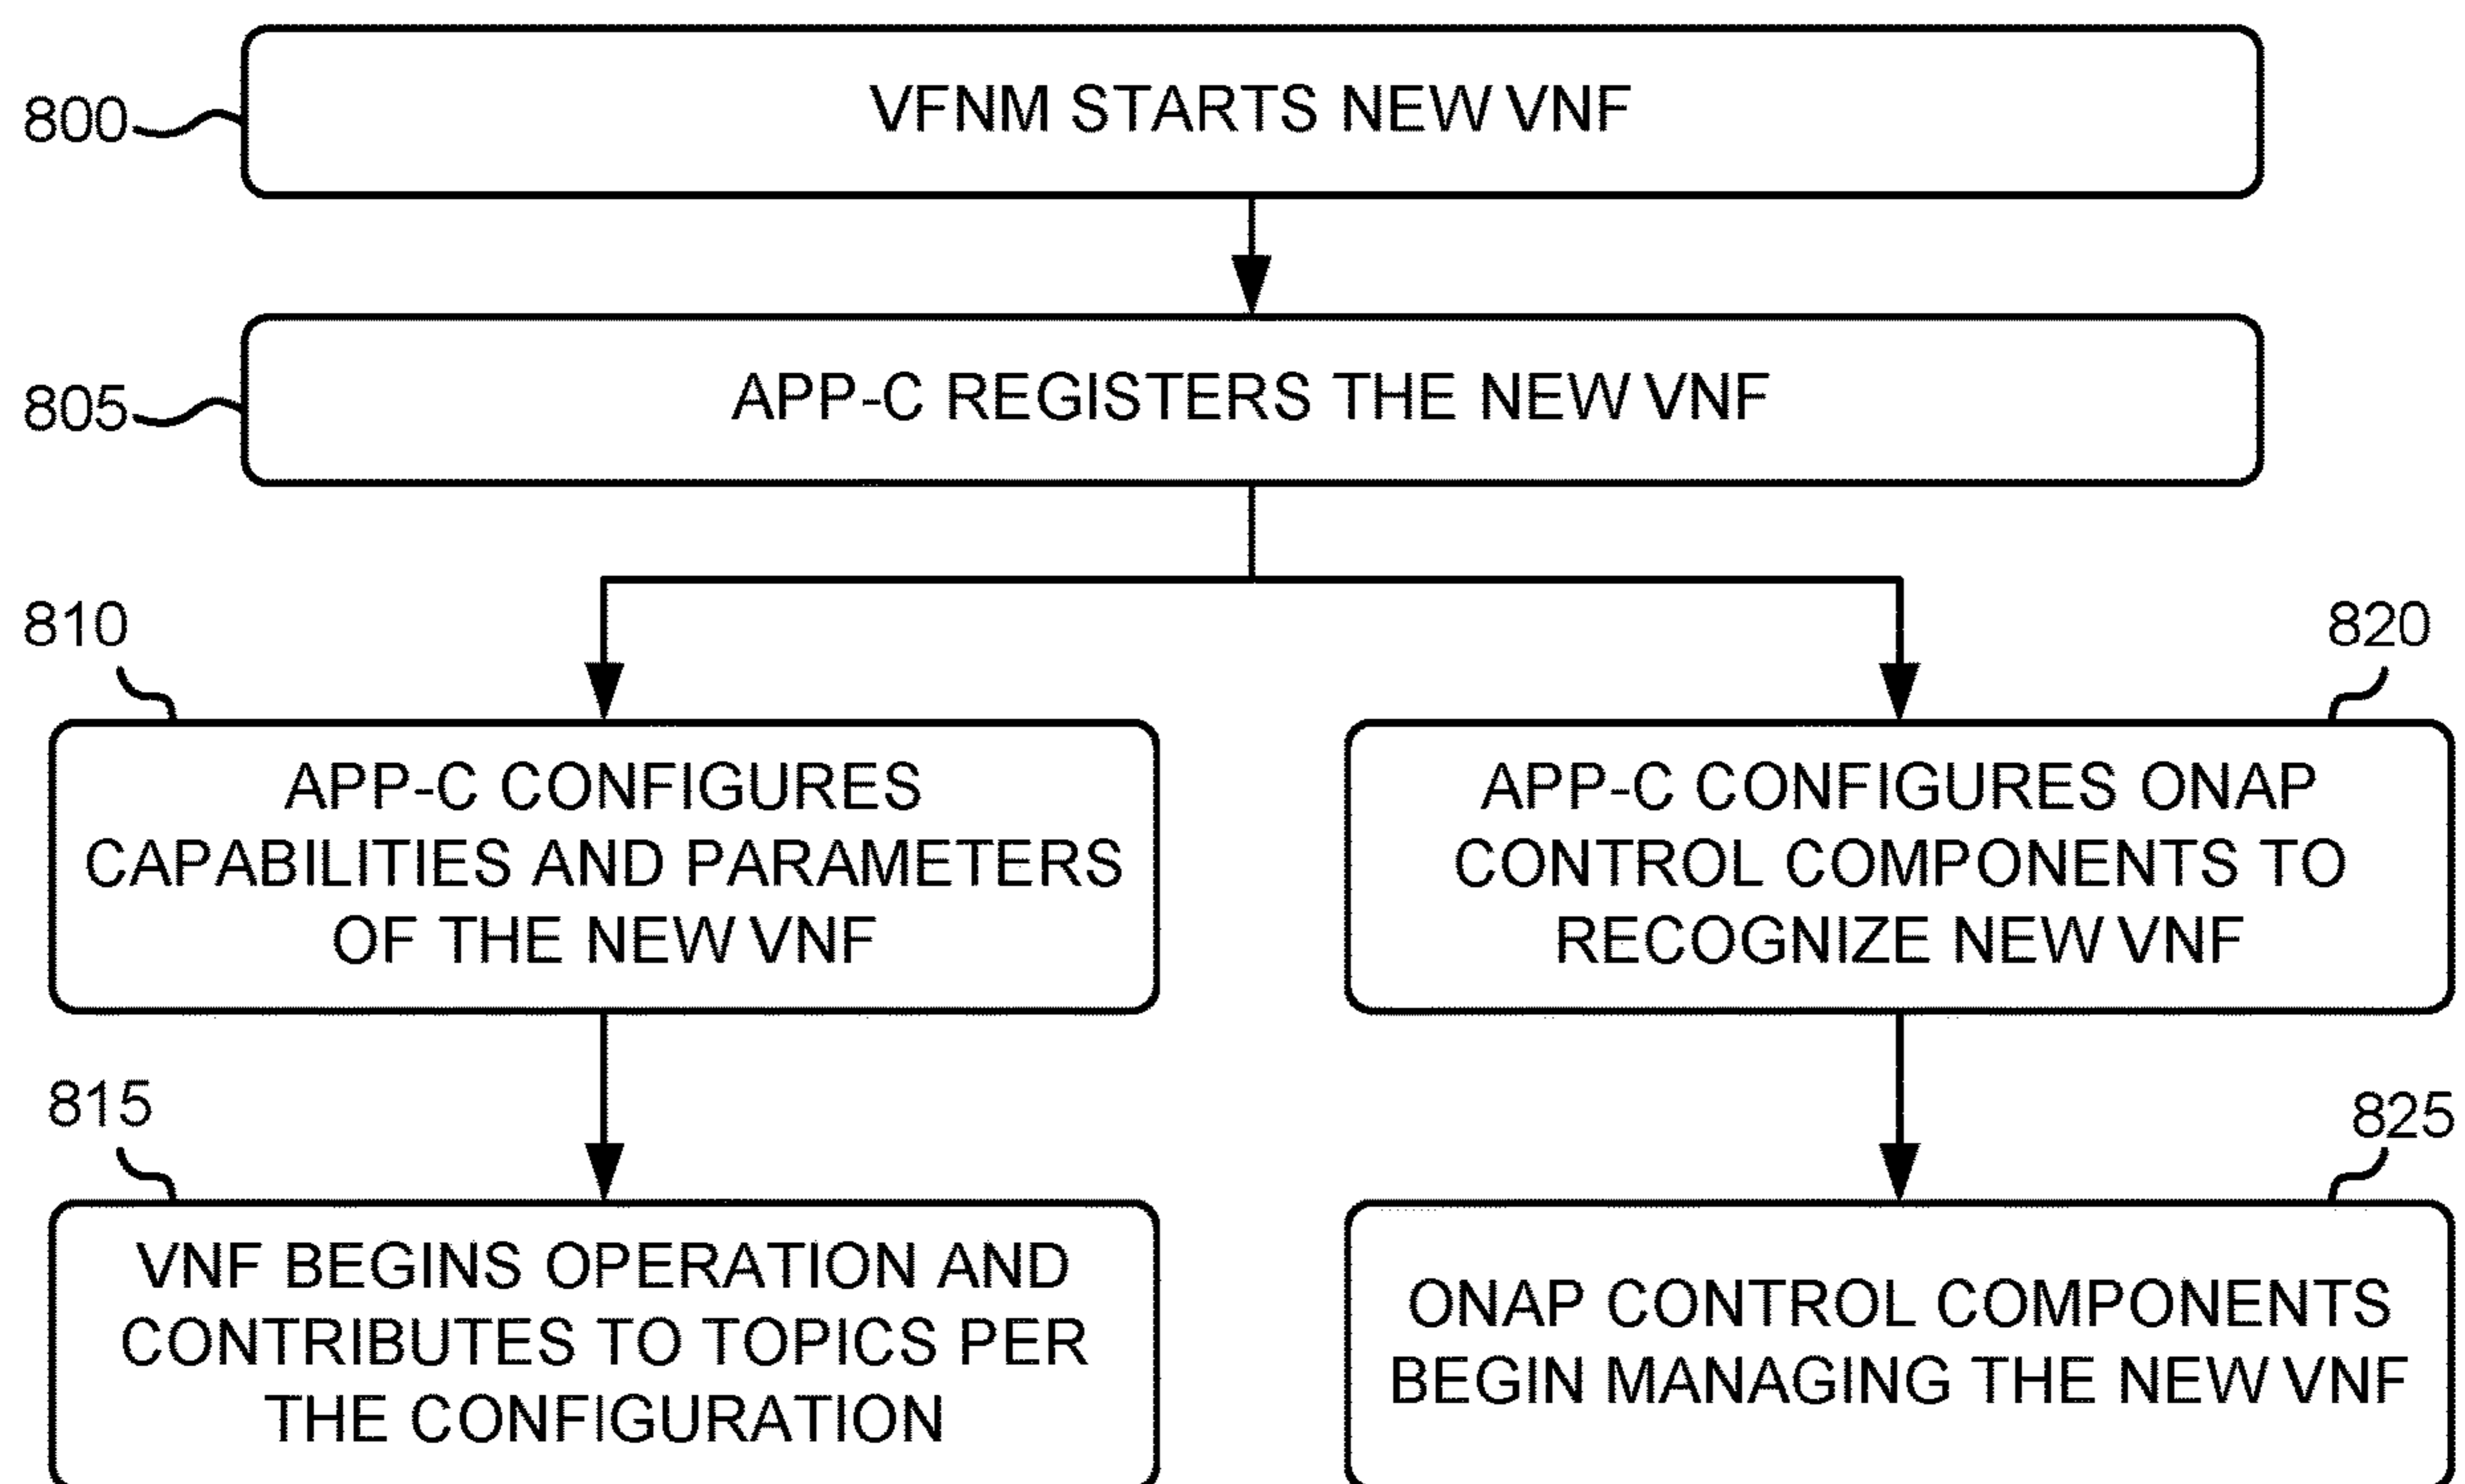 800
VFNM STARTS NEW VNF
805
APP-C REGISTERS THE NEW VNF
810
APP-C CONFIGURES
CAPABILITIES AND PARAMETERS
OF THE NEW VNF
820
APP-C CONFIGURES ONAP
CONTROL COMPONENTS TO
RECOGNIZE NEW VNF
815
VNF BEGINS OPERATION AND
CONTRIBUTES TO TOPICS PER
THE CONFIGURATION
825
ONAP CONTROL COMPONENTS
BEGIN MANAGING THE NEW VNF